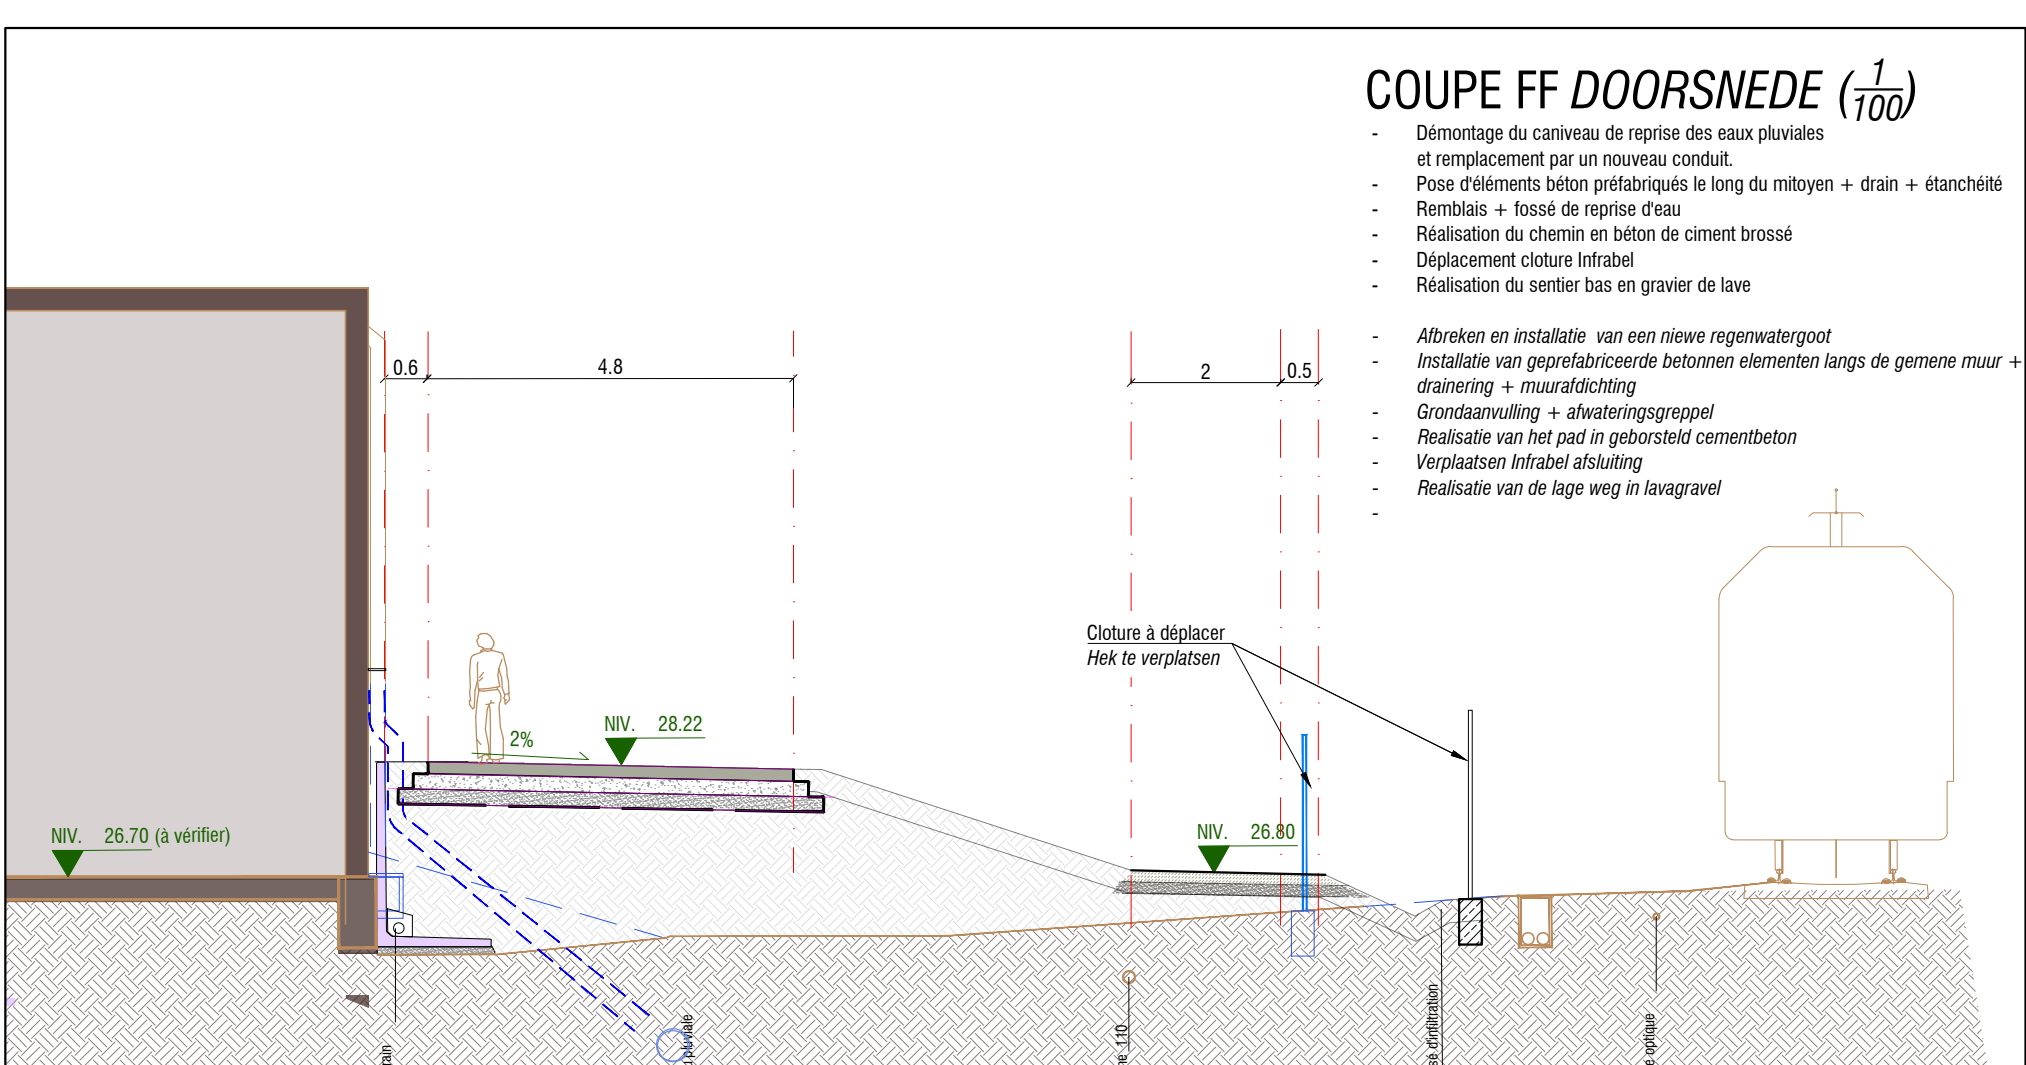 COUPE FF DOORSNEDE (1/100)
- Démontage du caniveau de reprise des eaux pluviales
et remplacement par un nouveau conduit.
- Pose d'éléments béton préfabriqués le long du mitoyen + drain + étanchéité
- Remblais + fossé de reprise d'eau
- Réalisation du chemin en béton de ciment brossé
- Déplacement cloture Infrabel
- Réalisation du sentier bas en gravier de lave
- Afbreken en installatie van een niewe regenwatergoot
- Installatie van geprefabriceerde betonnen elementen langs de gemene muur +
drainering + muurafdichting
- Grondaanvulling + afwateringsgreppel
- Realisatie van het pad in geborsteld cementbeton
- Verplaatsen Infrabel afsluiting
- Realisatie van de lage weg in lavagravel
-
0.6
4.8
2
0.5
Cloture à déplacer
Hek te verplatsen
NIV. 28.22
2%
NIV. 26.80
NIV. 26.70 (à vérifier)
rain
pluviale
110
d'infiltration
optique